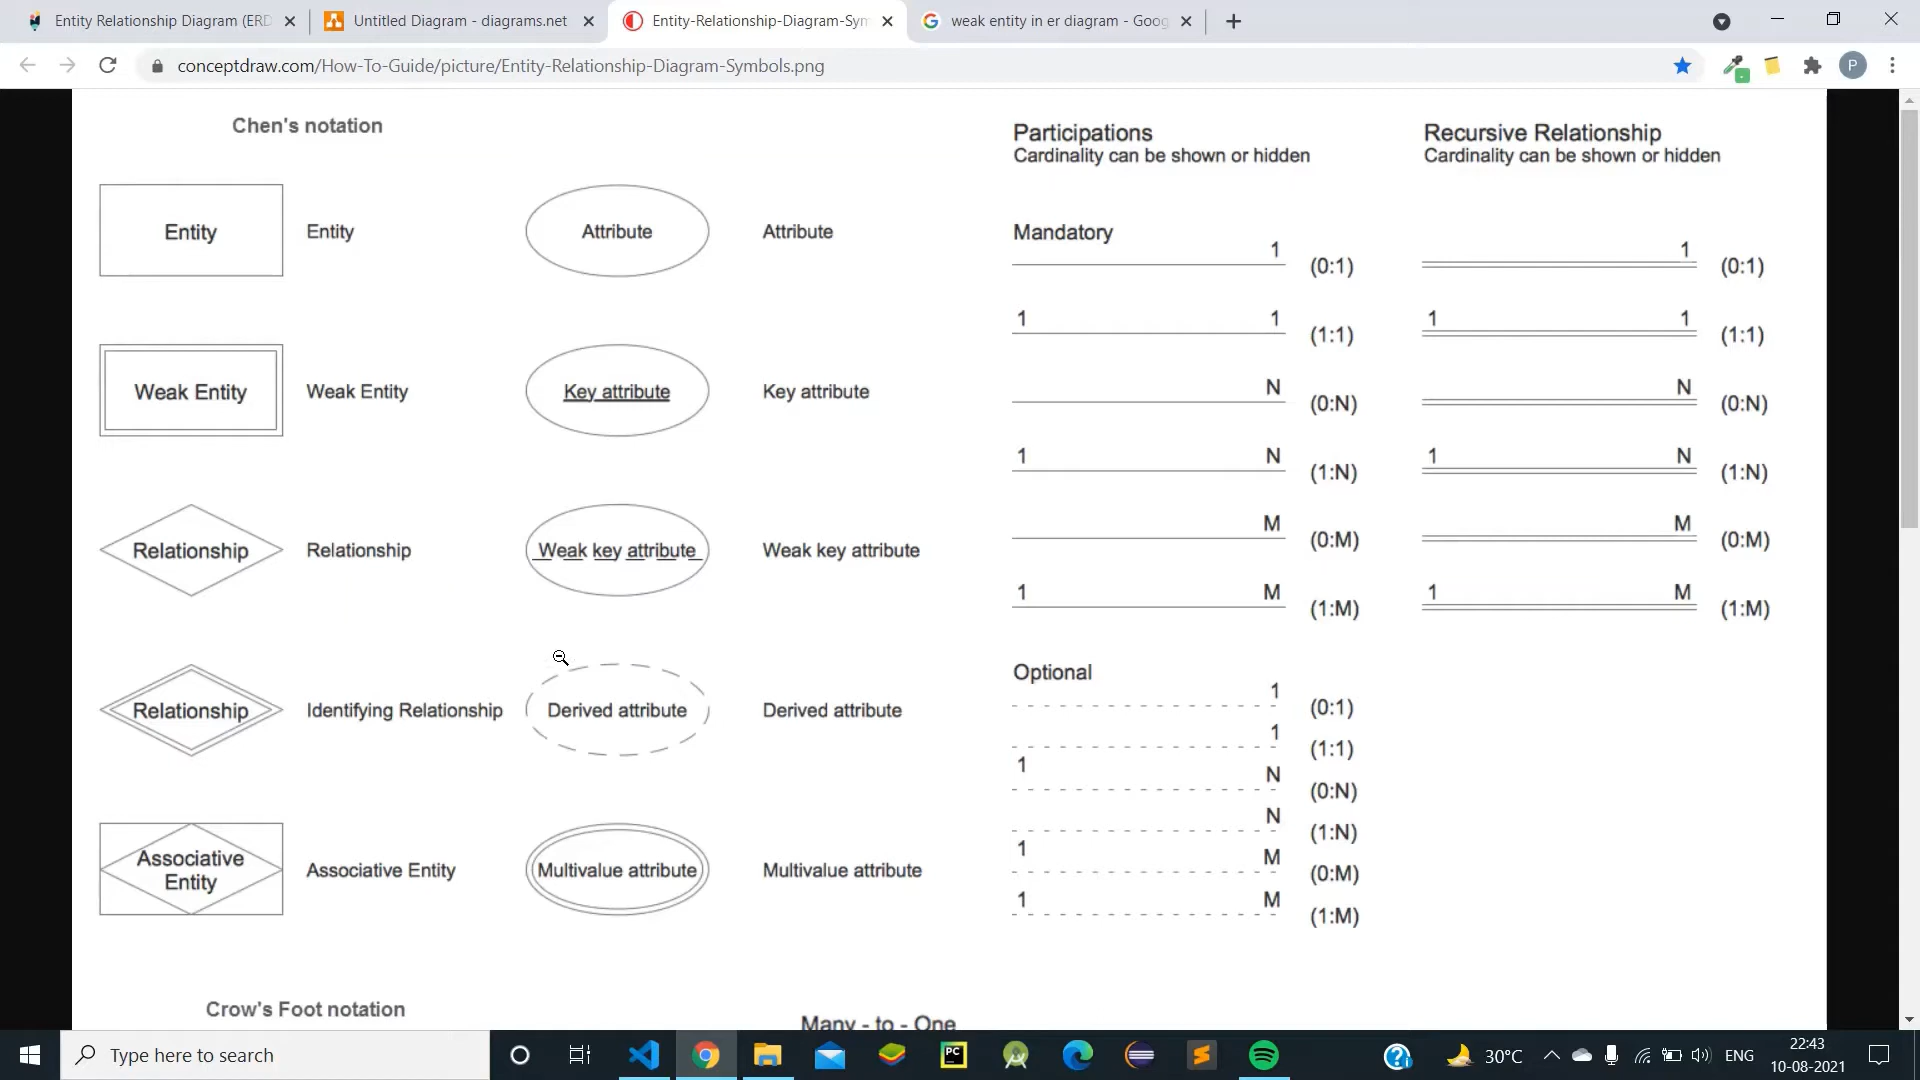 Entity Relationship Diagram (ERD
Untitled Diagram - diagrams.net
Entity-Relationship-Diagram-Sym
weak entity in er diagram - Goog
conceptdraw.com/How-To-Guide/picture/Entity-Relationship-Diagram-Symbols.png
P
Chen's notation
Entity
Entity
Attribute
Attribute
Weak Entity
Weak Entity
Key attribute
Key attribute
Relationship
Relationship
Weak key attribute
Weak key attribute
Relationship
Identifying Relationship
Derived attribute
Derived attribute
Associative
Entity
Associative Entity
Multivalue attribute
Multivalue attribute
Participations
Cardinality can be shown or hidden
Mandatory
1 (0:1)
1 1 (1:1)
N (0:N)
1 N (1:N)
M (0:M)
1 M (1:M)
Optional
1 (0:1)
1 (1:1)
1 N (0:N)
N (1:N)
1 M (0:M)
1 M (1:M)
Recursive Relationship
Cardinality can be shown or hidden
1 (0:1)
1 1 (1:1)
N (0:N)
1 N (1:N)
M (0:M)
1 M (1:M)
Crow's Foot notation
Many - to - One
Type here to search
PC
30°C
ENG
22:43
10-08-2021